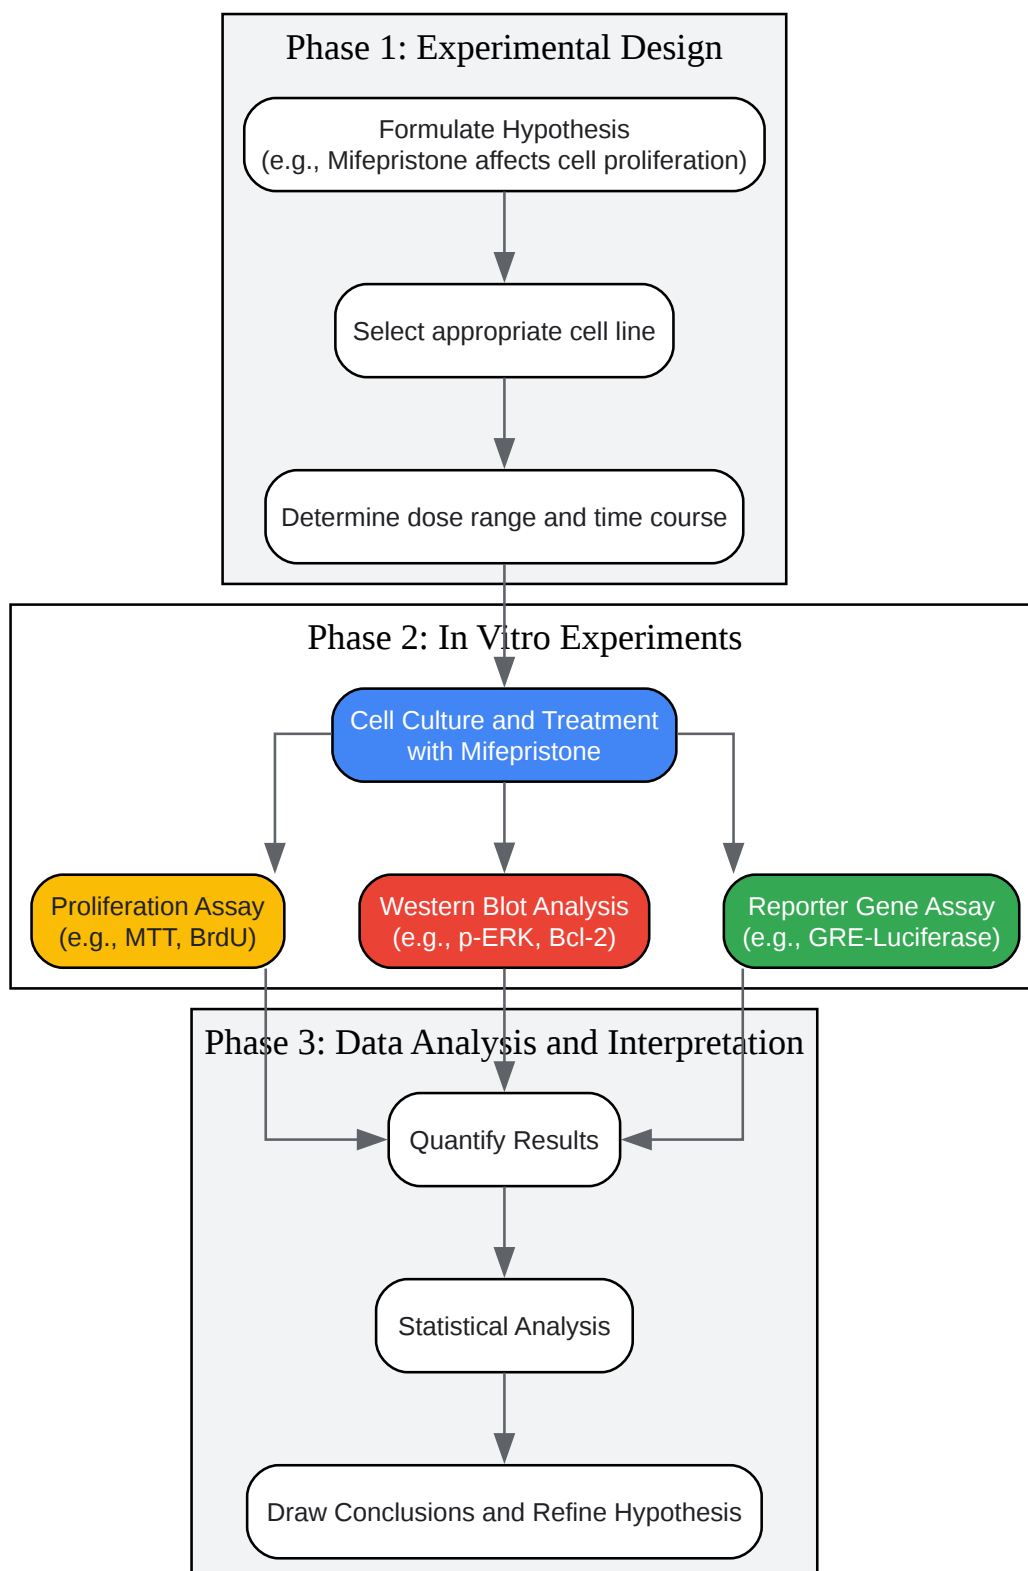 Phase 1: Experimental Design
Formulate Hypothesis
(e.g., Mifepristone affects cell proliferation)
Select appropriate cell line
Determine dose range and time course
Phase 2: In Vitro Experiments
Cell Culture and Treatment
with Mifepristone
Proliferation Assay
(e.g., MTT, BrdU)
Western Blot Analysis
(e.g., p-ERK, Bcl-2)
Reporter Gene Assay
(e.g., GRE-Luciferase)
Phase 3: Data Analysis and Interpretation
Quantify Results
Statistical Analysis
Draw Conclusions and Refine Hypothesis